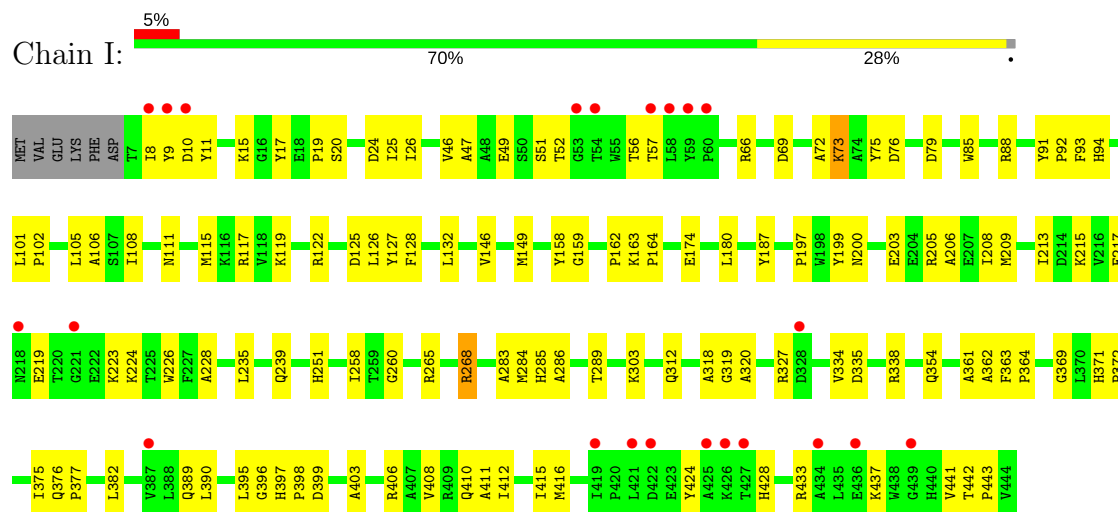 5%
Chain I:
70% 28% •
MET VAL GLU LYS PHE ASP T7 I8 Y9 D10 Y11 K15 G16 Y17 E18 P19 S20 D24 I25 I26 V46 A47 A48 E49 S50 S51 T52 G53 T54 W55 T56 T57 L58 Y59 P60 R66 D69 A72 K73 A74 Y75 D76 D79 W85 R88 Y91 P92 F93 H94
L101 P102 L105 A106 S107 I108 N111 M115 K116 R117 V118 K119 R122 D125 L126 Y127 F128 L132 V146 M149 Y158 G159 P162 K163 P164 E174 L180 Y187 P197 W198 Y199 N200 E203 E204 R205 A206 E207 I208 M209 I213 D214 K215 V216 F217
N218 E219 T220 G221 E222 K223 K224 T225 W226 F227 A228 L235 Q239 H251 I258 T259 G260 R265 R268 A283 M284 H285 A286 T289 K303 Q312 A318 A319 A320 R327 D328 V334 D335 R338 Q354 A361 A362 F363 P364 G369 L370 H371
I375 Q376 P377 L382 V387 L388 Q389 L390 L395 G396 H397 P398 D399 A403 R406 A407 V408 R409 Q410 A411 I412 I415 M416 I419 P420 L421 D422 E423 Y424 A425 K426 T427 H428 R433 A434 L435 E436 K437 W438 G439 H440 V441 T442 P443 V444